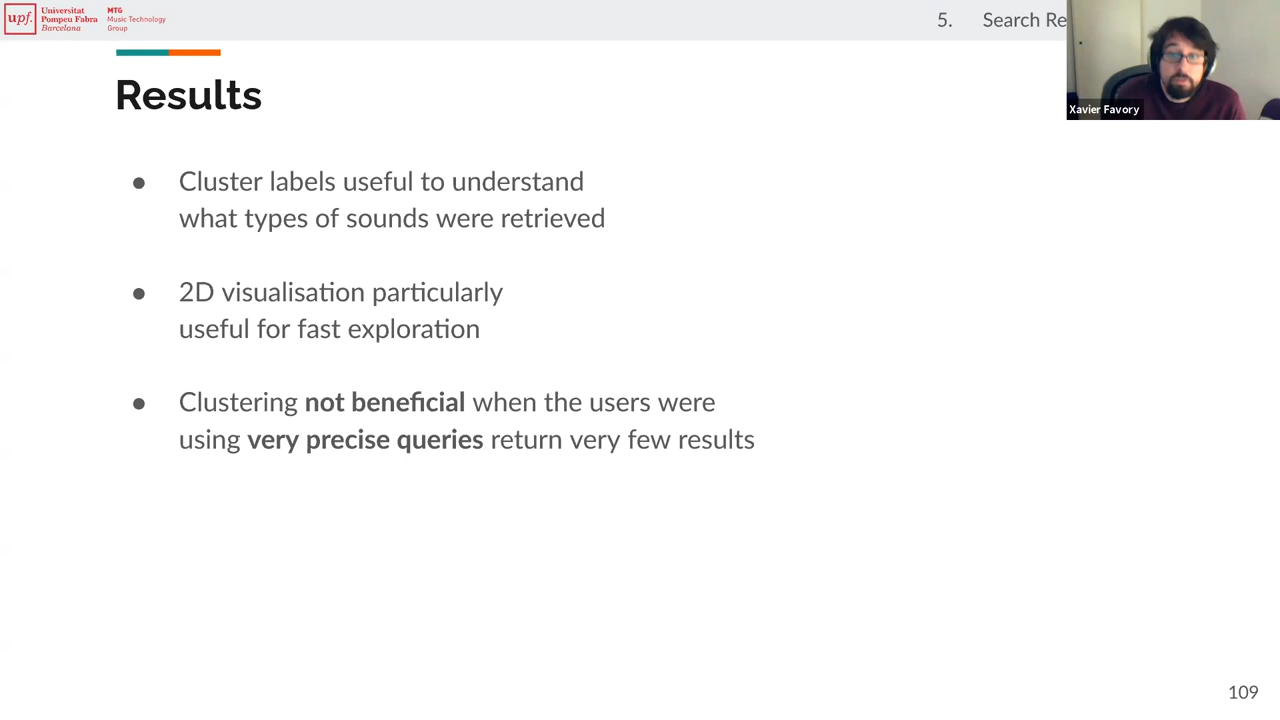 upf.
Universitat
Pompeu Fabra
Barcelona
MTG
Music Technology
Group
5. Search Re
Xavier Favory
Results
● Cluster labels useful to understand
what types of sounds were retrieved
● 2D visualisation particularly
useful for fast exploration
● Clustering not beneficial when the users were
using very precise queries return very few results
109